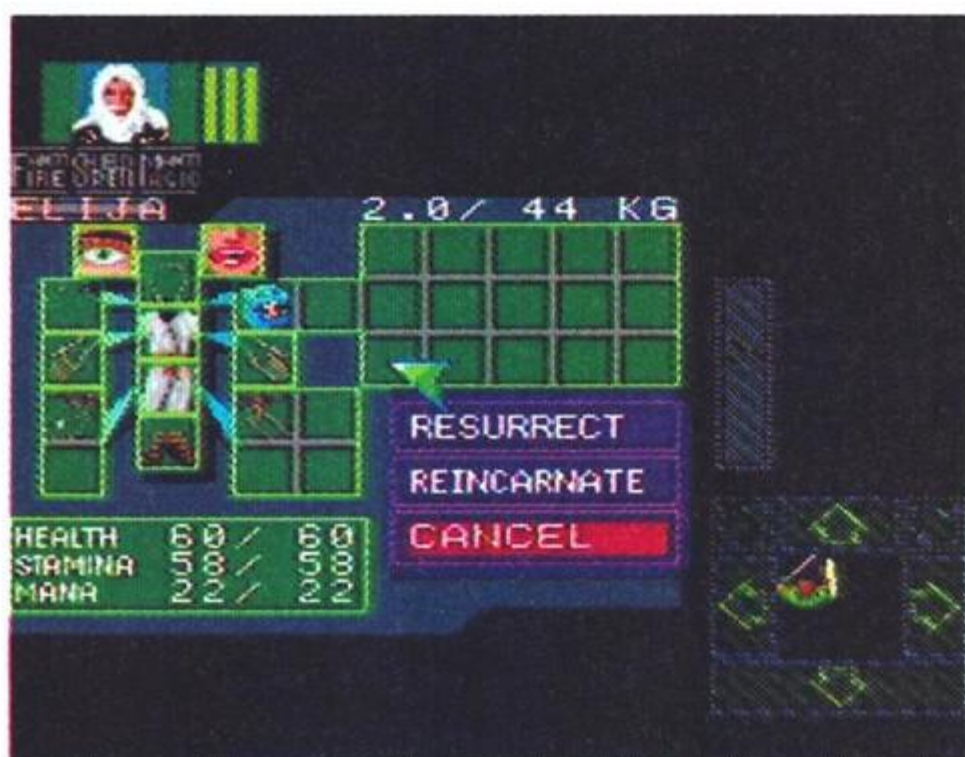 ELIJA
2.0/ 44 KG
RESURRECT
REINCARNATE
CANCEL
HEALTH 60/ 60
STAMINA 58/ 58
MANA 22/ 22